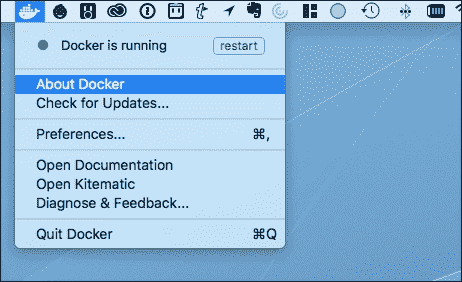 Docker is running restart
About Docker
Check for Updates...
Preferences... ⌘,
Open Documentation
Open Kitematic
Diagnose & Feedback...
Quit Docker ⌘Q